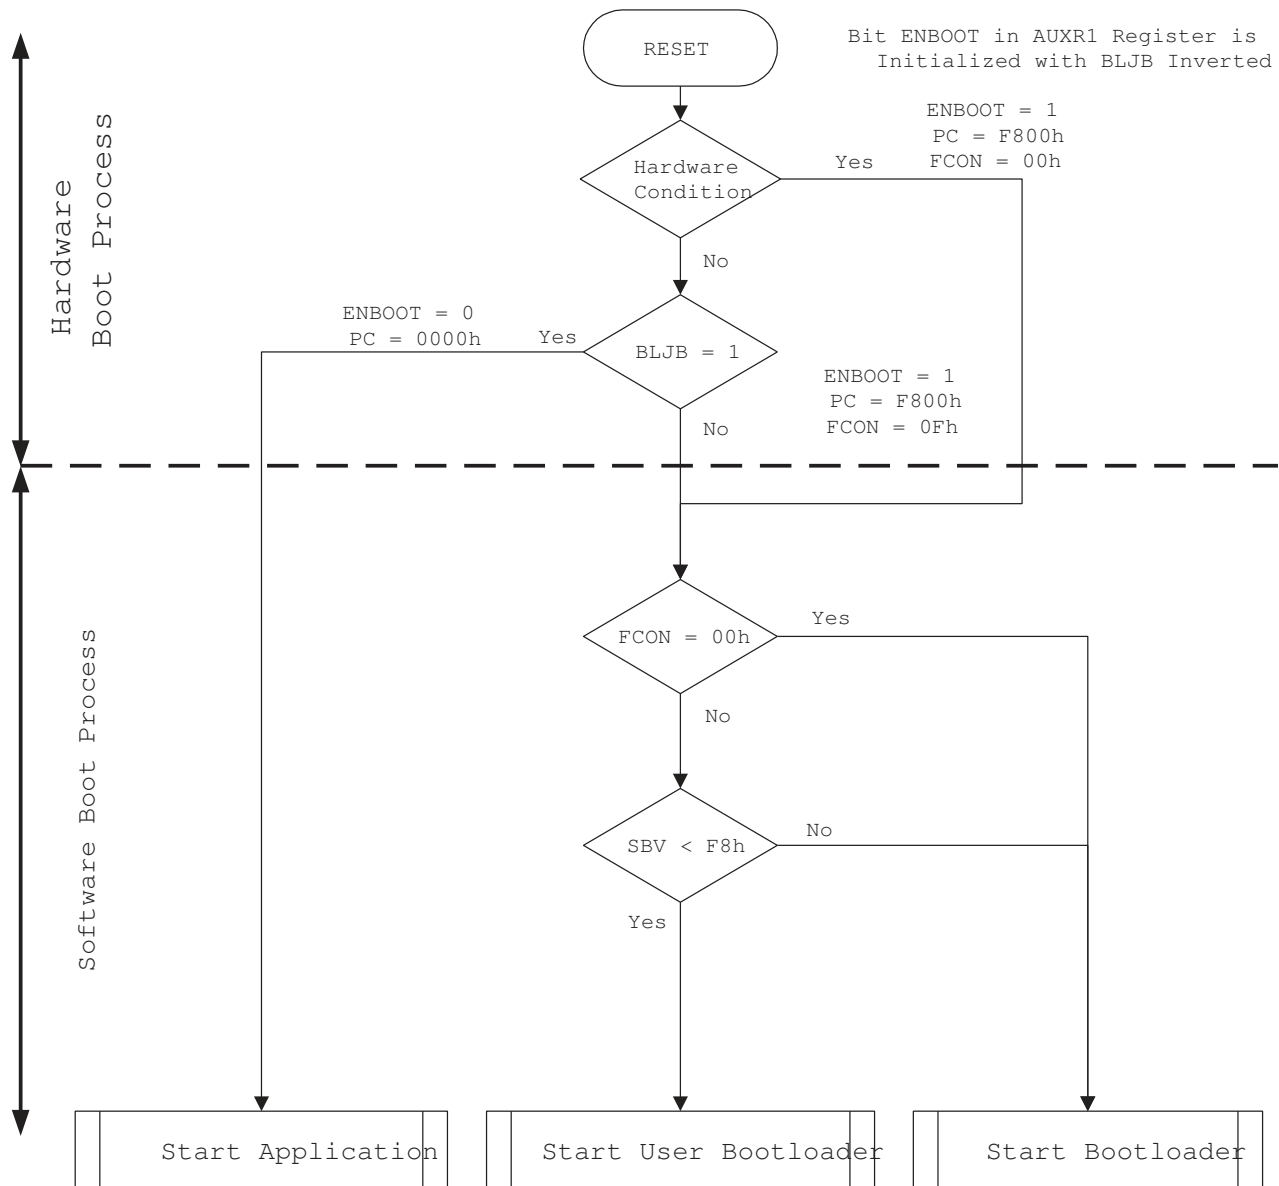 RESET
Bit ENBOOT in AUXR1 Register is
Initialized with BLJB Inverted
ENBOOT = 1
PC = F800h
FCON = 00h
Hardware
Condition
Yes
No
Hardware
Boot Process
ENBOOT = 0
PC = 0000h
Yes
BLJB = 1
ENBOOT = 1
PC = F800h
FCON = 0Fh
No
Software Boot Process
FCON = 00h
Yes
No
SBV < F8h
No
Yes
Start Application
Start User Bootloader
Start Bootloader